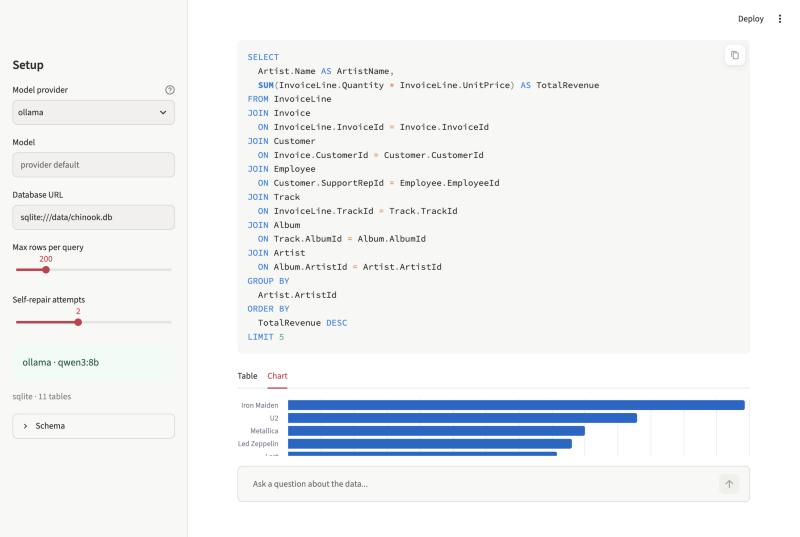 Deploy
Setup
Model provider
ollama
Model
provider default
Database URL
sqlite:///data/chinook.db
Max rows per query
200
Self-repair attempts
2
ollama · qwen3:8b
sqlite · 11 tables
Schema
SELECT
  Artist.Name AS ArtistName,
  SUM(InvoiceLine.Quantity * InvoiceLine.UnitPrice) AS TotalRevenue
FROM InvoiceLine
JOIN Invoice
  ON InvoiceLine.InvoiceId = Invoice.InvoiceId
JOIN Customer
  ON Invoice.CustomerId = Customer.CustomerId
JOIN Employee
  ON Customer.SupportRepId = Employee.EmployeeId
JOIN Track
  ON InvoiceLine.TrackId = Track.TrackId
JOIN Album
  ON Track.AlbumId = Album.AlbumId
JOIN Artist
  ON Album.ArtistId = Artist.ArtistId
GROUP BY
  Artist.ArtistId
ORDER BY
  TotalRevenue DESC
LIMIT 5
Table Chart
Iron Maiden
U2
Metallica
Led Zeppelin
Ask a question about the data...